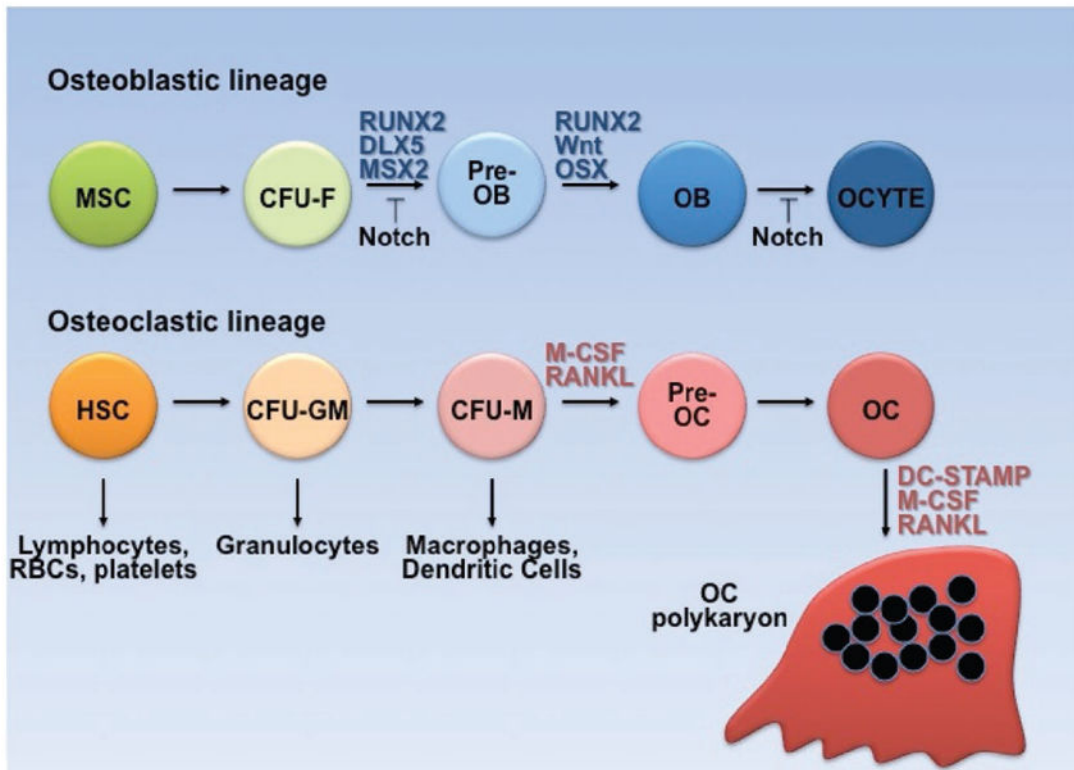 Osteoblastic lineage
RUNX2
DLX5
MSX2
RUNX2
Wnt
OSX
MSC
CFU-F
Pre-
OB
OB
OCYTE
Notch
Notch
Osteoclastic lineage
M-CSF
RANKL
HSC
CFU-GM
CFU-M
Pre-
OC
OC
DC-STAMP
M-CSF
RANKL
Lymphocytes,
RBCs, platelets
Granulocytes
Macrophages,
Dendritic Cells
OC
polykaryon